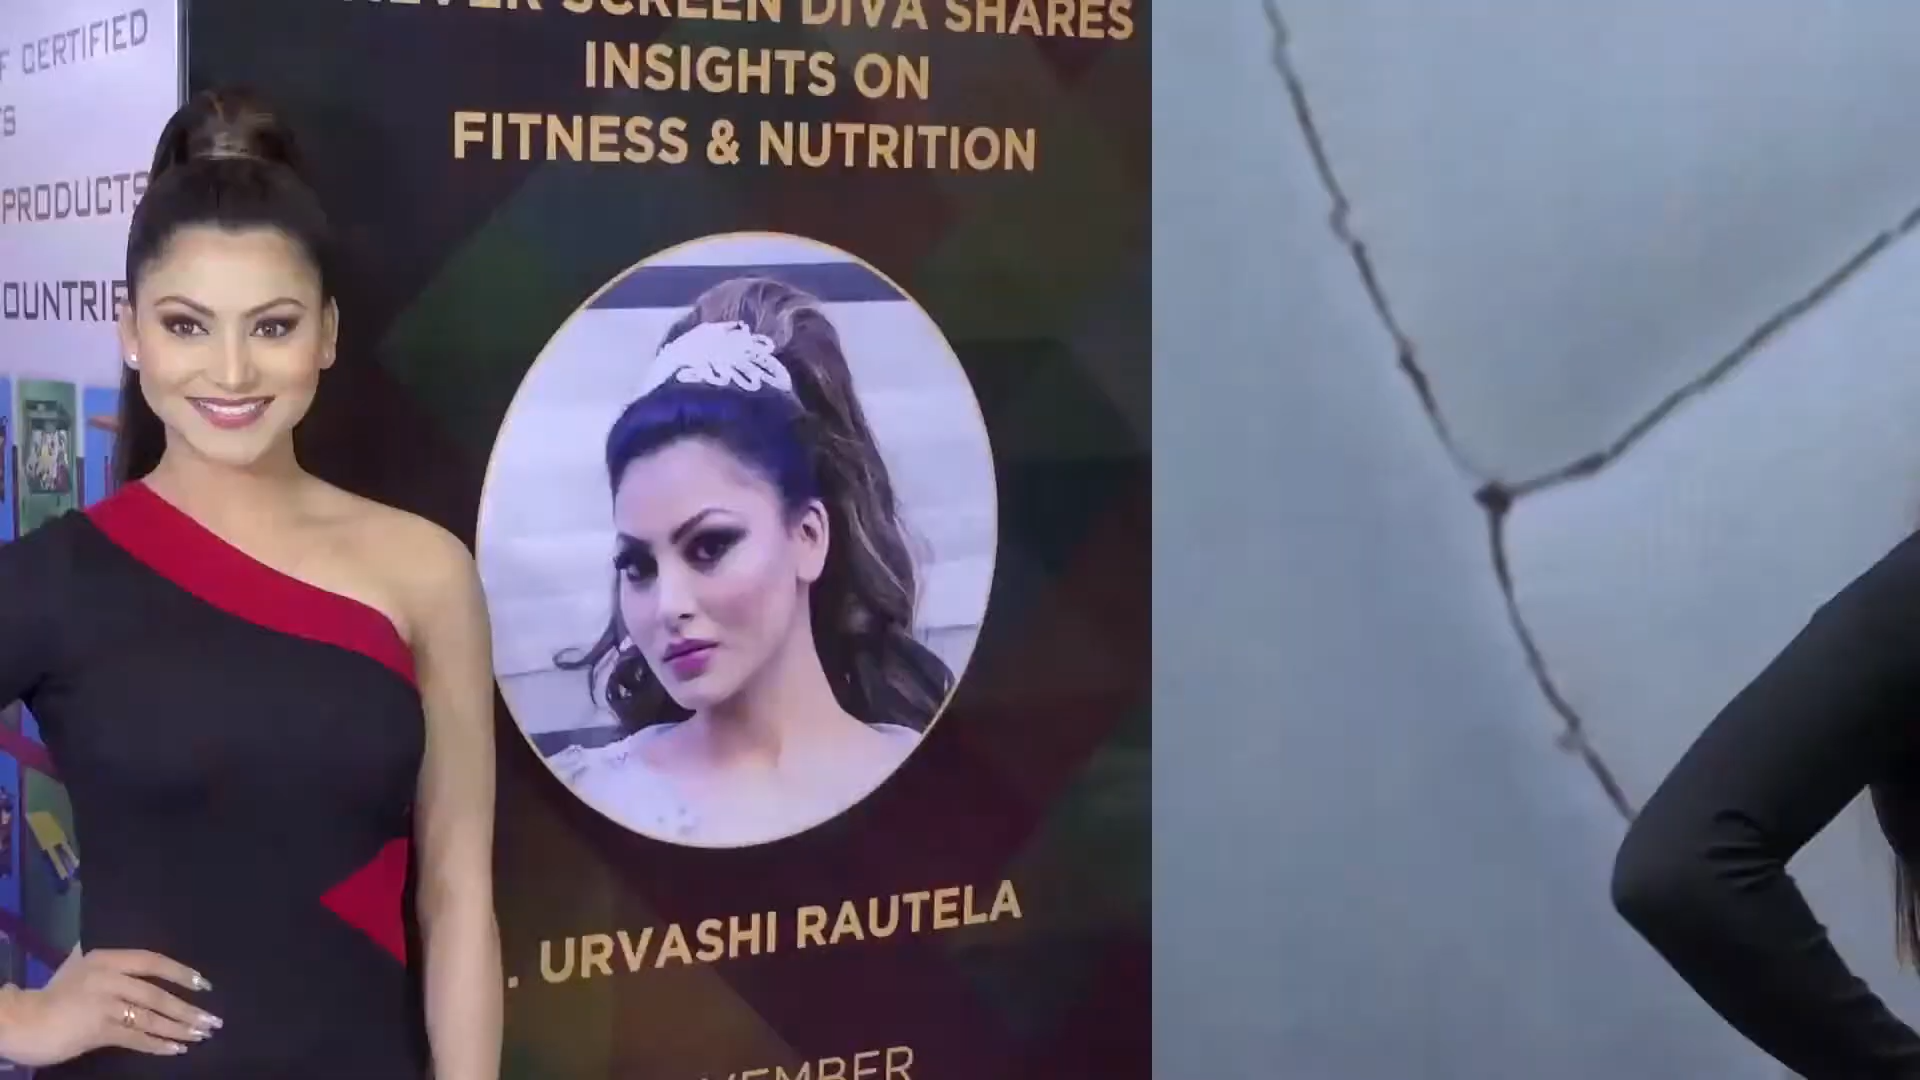 F CERTIFIED
PRODUCTS
OUNTRIE
SCREEN DIVA SHARES
INSIGHTS ON
FITNESS & NUTRITION
. URVASHI RAUTELA